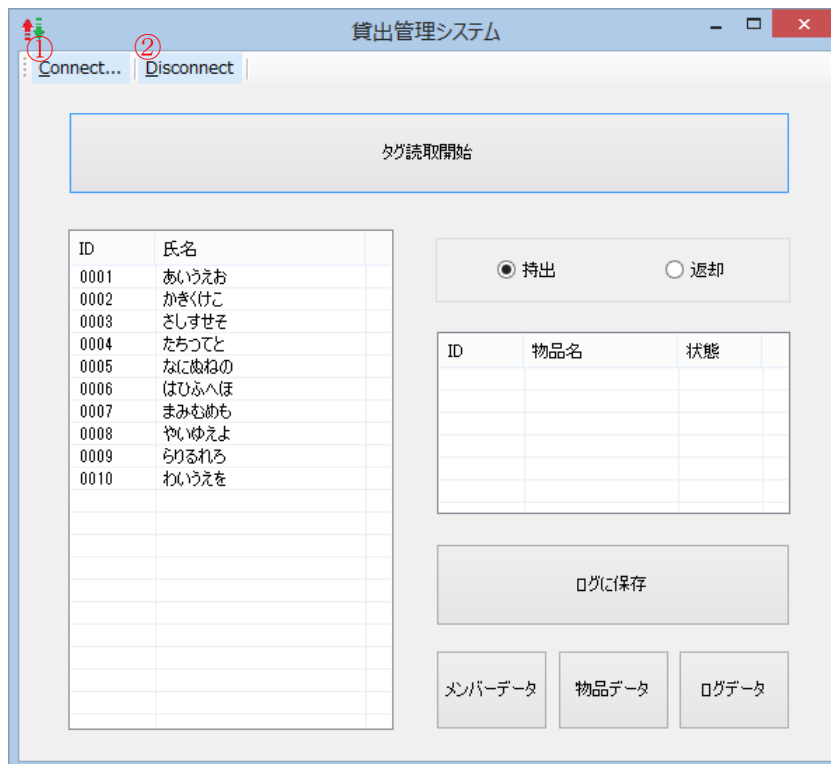 貸出管理システム
① ②
Connect... Disconnect
タグ読取開始
ID 氏名
0001 あいうえお
0002 かきくけこ
0003 さしすせそ
0004 たちつてと
0005 なにぬねの
0006 はひふへほ
0007 まみむめも
0008 やいゆえよ
0009 らりるれろ
0010 わいうえを
持出 返却
ID 物品名 状態
ログに保存
メンバーデータ 物品データ ログデータ